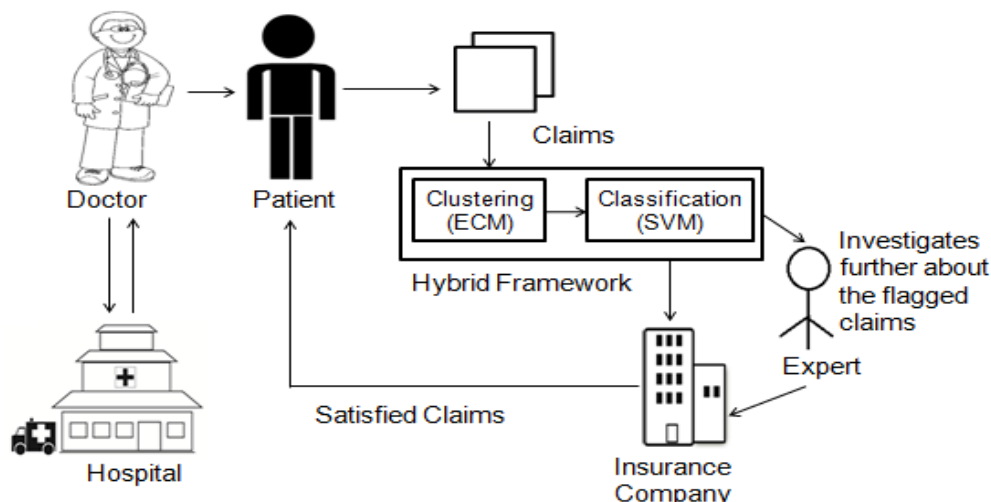 Claims
Doctor
Patient
Clustering
(ECM)
Classification
(SVM)
Hybrid Framework
Investigates
further about
the flagged
claims
Expert
Satisfied Claims
Hospital
Insurance
Company